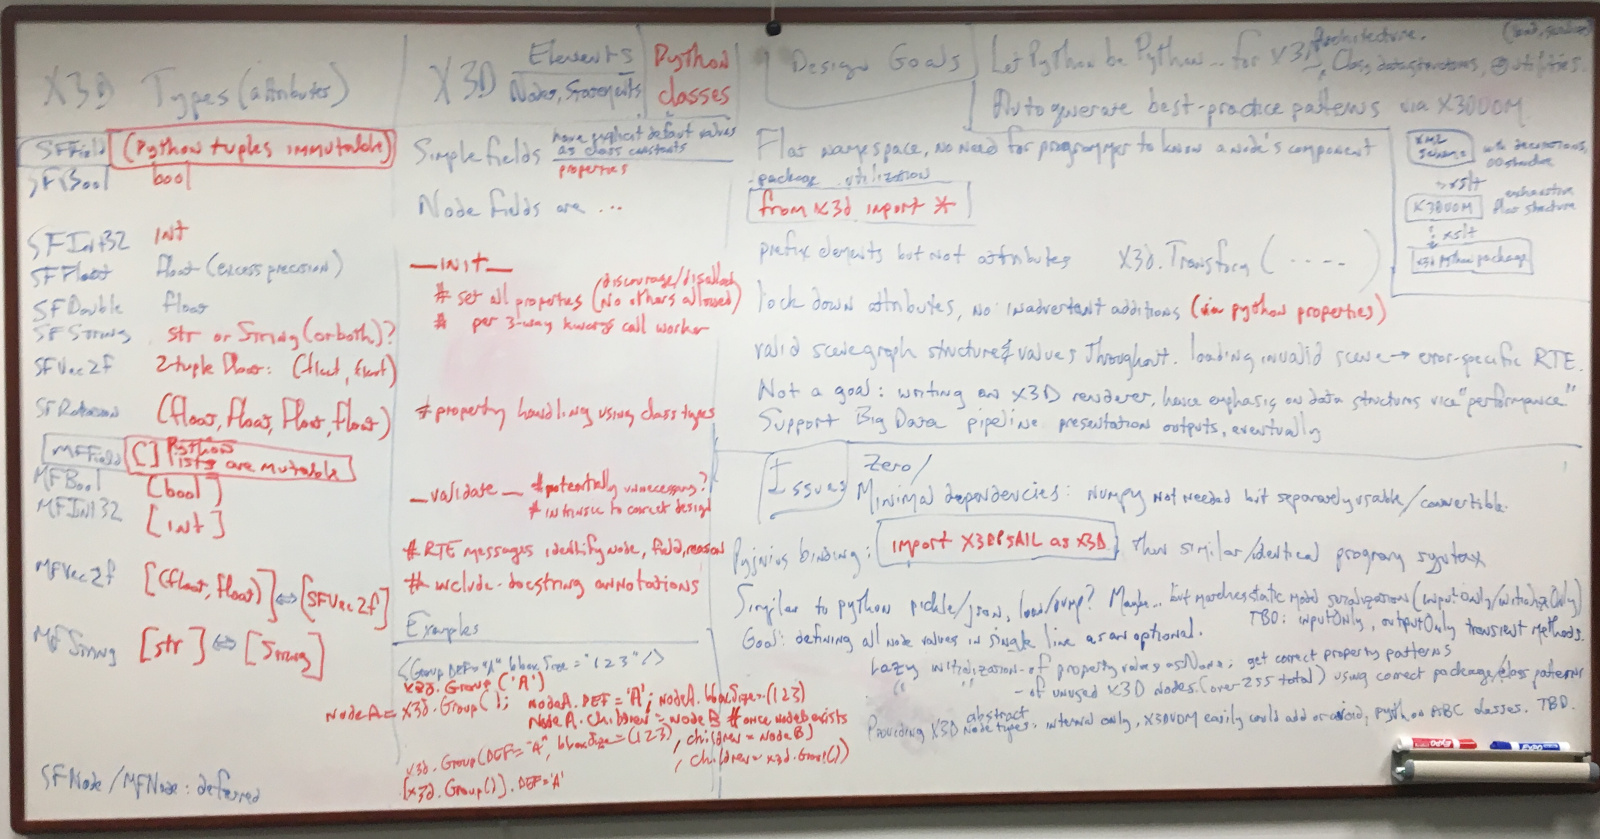 X3D Types (attributes)
SFField (Python tuples immutable)
SFBool bool
SFInt32 int
SFFloat float (excess precision)
SFDouble float
SFString str or String (or both)?
SFVec2f 2-tuple float: (float, float)
SFRotation (float, float, float, float)
MFField [ ] Python lists are mutable
MFBool [bool]
MFInt32 [int]
MFVec2f [(float, float)] ⇔ [SFVec2f]
MFString [str] ⇔ [String]
SFNode/MFNode: deferred
X3D Elements
Nodes, Statements
Python classes
Simple fields have explicit default values
as class constants
properties
Node fields are ...
__init__
# set all properties (discourage/disallow
(No others allowed)
# per 3-way kwargs call worker
# property handling using class types
__validate__ # potentially unnecessary?
# intrinsic to correct design
# RTE messages identify node, field, reason
# include docstring annotations
Examples
<Group DEF="A" bboxSize="1 2 3"/>
x3d.Group('A')
nodeA = x3d.Group(); nodeA.DEF='A'; nodeA.bboxSize=(1 2 3)
nodeA.children = nodeB # once nodeb exists
x3d.Group(DEF="A", bboxSize=(1 2 3), children=nodeB)
, children=x3d.Group())
[x3d.Group()].DEF='A'
Design Goals
Let Python be Python... for X3D Architecture,
Class, data structures, @ utilities.
Autogenerate best-practice patterns via X3DUOM
Flat namespace, no need for programmer to know a node's component
package utilization
from x3d import *
prefix elements but not attributes x3d.Transform( ..... )
lock down attributes, no inadvertent additions (via python properties)
valid scenegraph structure & values throughout. loading invalid scene → error-specific RTE.
Not a goal: writing an X3D renderer, hence emphasis on data structures vice "performance"
Support Big Data pipeline presentation outputs, eventually
XML Schema
xslt
X3DUOM exhaustive flat structure
xslt
x3d python package
Issues
Zero/
Minimal dependencies: numpy not needed but separately usable/convertible.
Pyjnius binding: import X3DPSAIL as X3D thus similar/identical program syntax
Similar to python pickle/json, load/dump? Maybe... but matches static model serialization (inputOnly/
TBD: inputOnly, outputOnly transient methods.
Goal: defining all node values in single line as an optional.
Lazy initialization - of property values as None; get correct property patterns
" " - of unused X3D Nodes (over 255 total) using correct package/class patterns
Providing X3D abstract Node types: internal only, X3DUOM easily could add or avoid, python ABC classes. TBD.
EXPO
EXPO